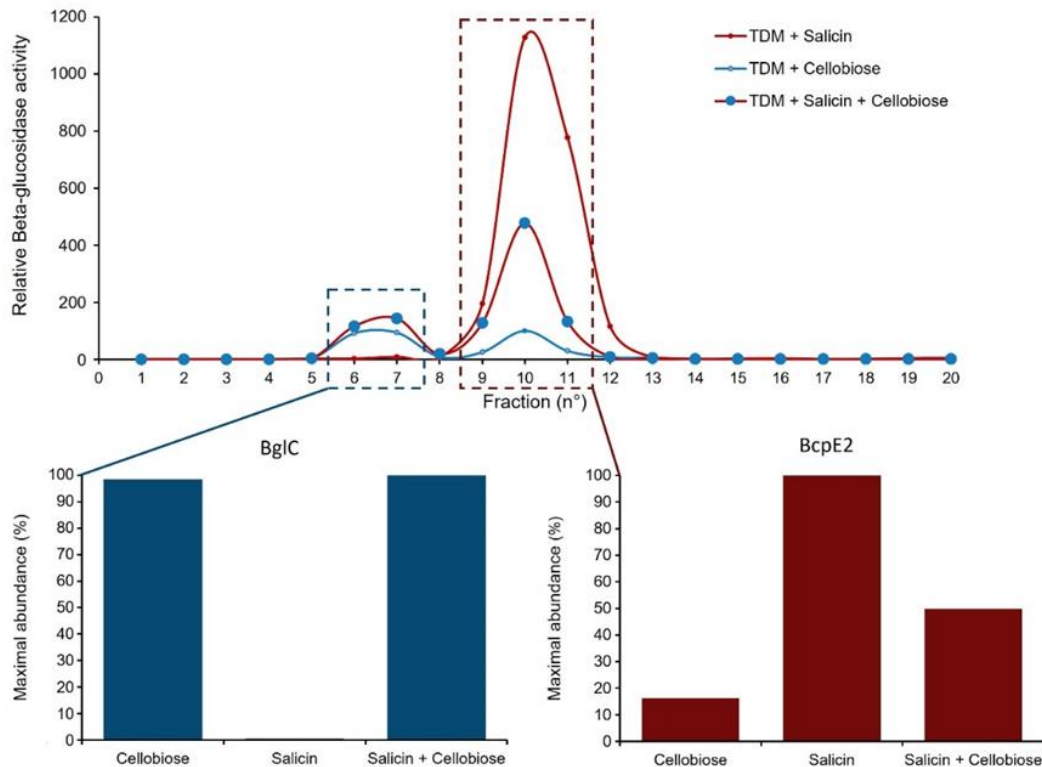 Relative Beta-glucosidase activity
1200
1000
800
600
400
200
0
TDM + Salicin
TDM + Cellobiose
TDM + Salicin + Cellobiose
0 1 2 3 4 5 6 7 8 9 10 11 12 13 14 15 16 17 18 19 20
Fraction (n°)
BglC
Maximal abundance (%)
100
90
80
70
60
50
40
30
20
10
0
Cellobiose Salicin Salicin + Cellobiose
BcpE2
Maximal abundance (%)
100
90
80
70
60
50
40
30
20
10
0
Cellobiose Salicin Salicin + Cellobiose